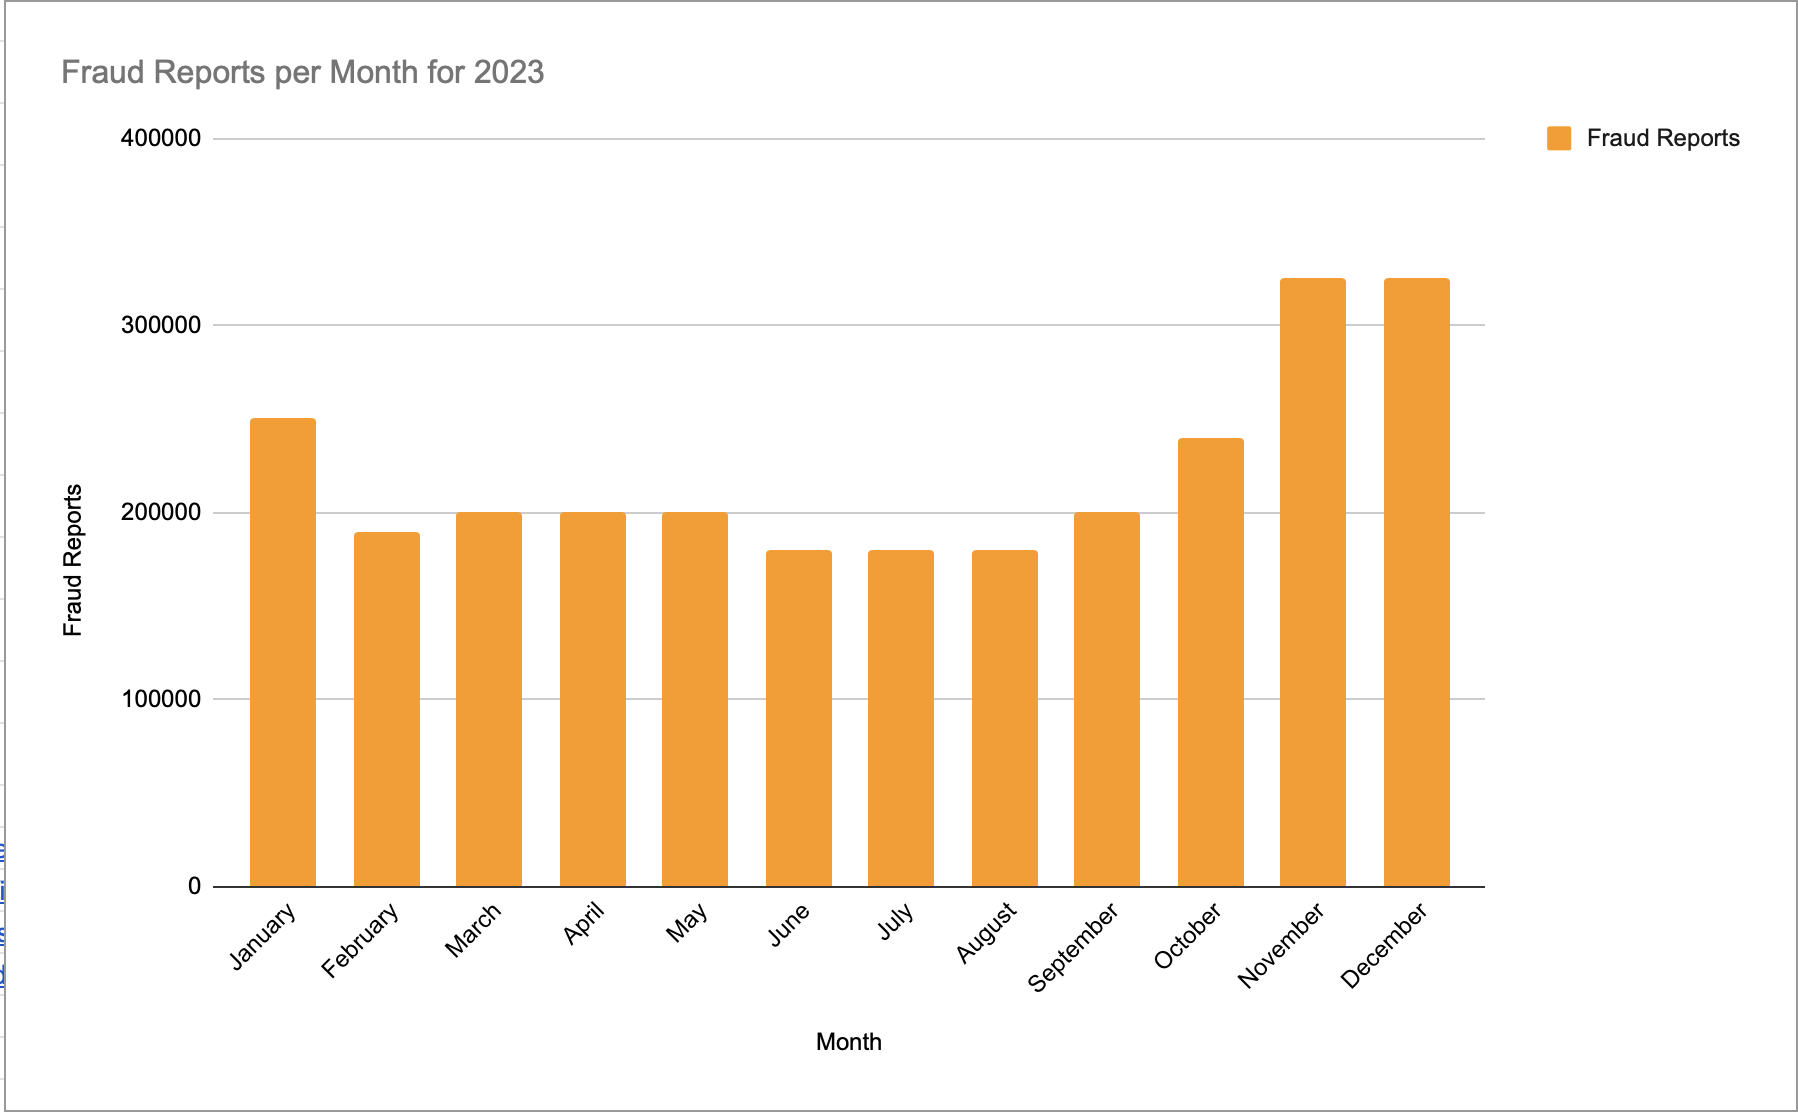 Fraud Reports per Month for 2023
Fraud Reports
400000
300000
200000
100000
0
Fraud Reports
January
February
March
April
May
June
July
August
September
October
November
December
Month